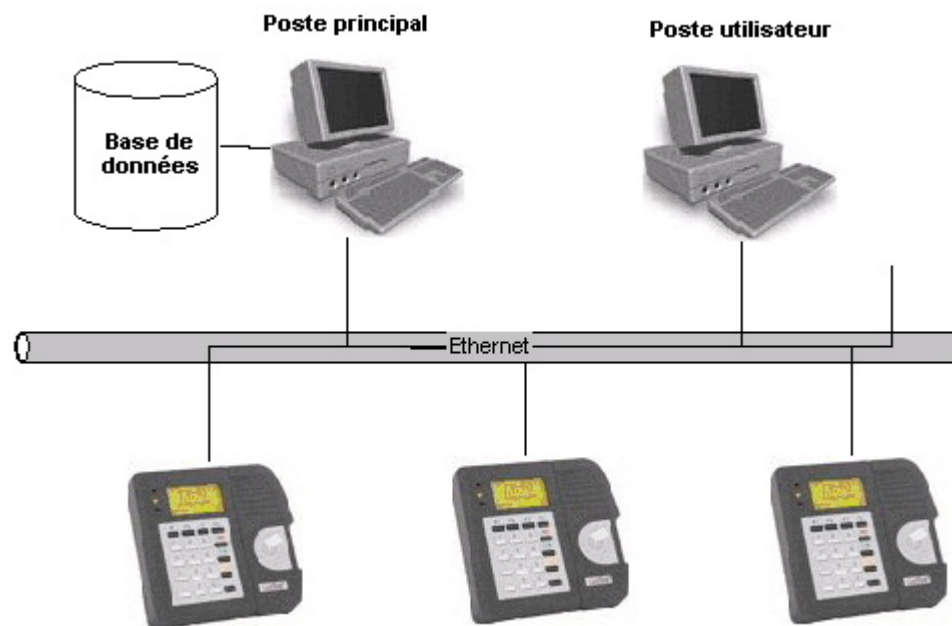 Poste principal
Poste utilisateur
Base de
données
Ethernet